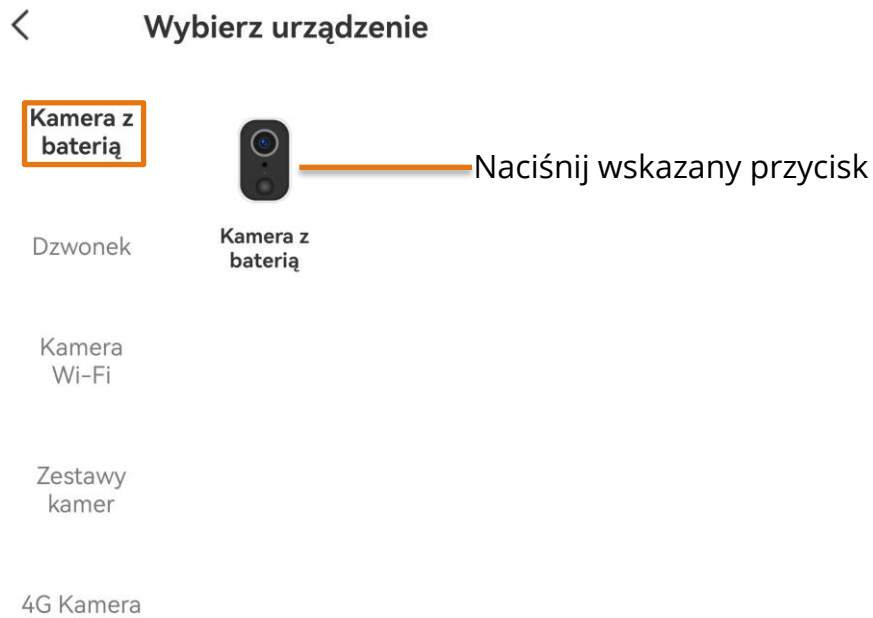 Wybierz urządzenie
Kamera z
baterią
Naciśnij wskazany przycisk
Dzwonek
Kamera z
baterią
Kamera
Wi-Fi
Zestawy
kamer
4G Kamera